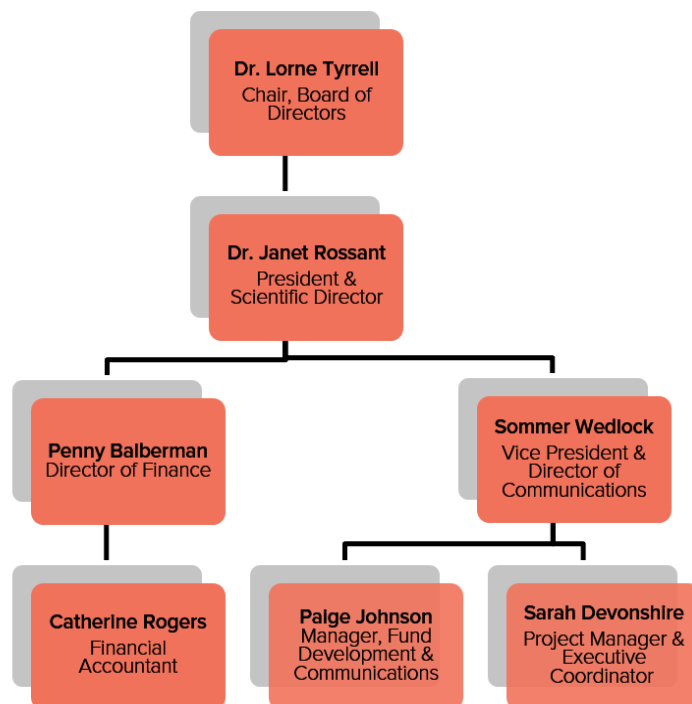 Dr. Lorne Tyrrell
Chair, Board of
Directors
Dr. Janet Rossant
President &
Scientific Director
Penny Balberman
Director of Finance
Sommer Wedlock
Vice President &
Director of
Communications
Catherine Rogers
Financial
Accountant
Paige Johnson
Manager, Fund
Development &
Communications
Sarah Devonshire
Project Manager &
Executive
Coordinator